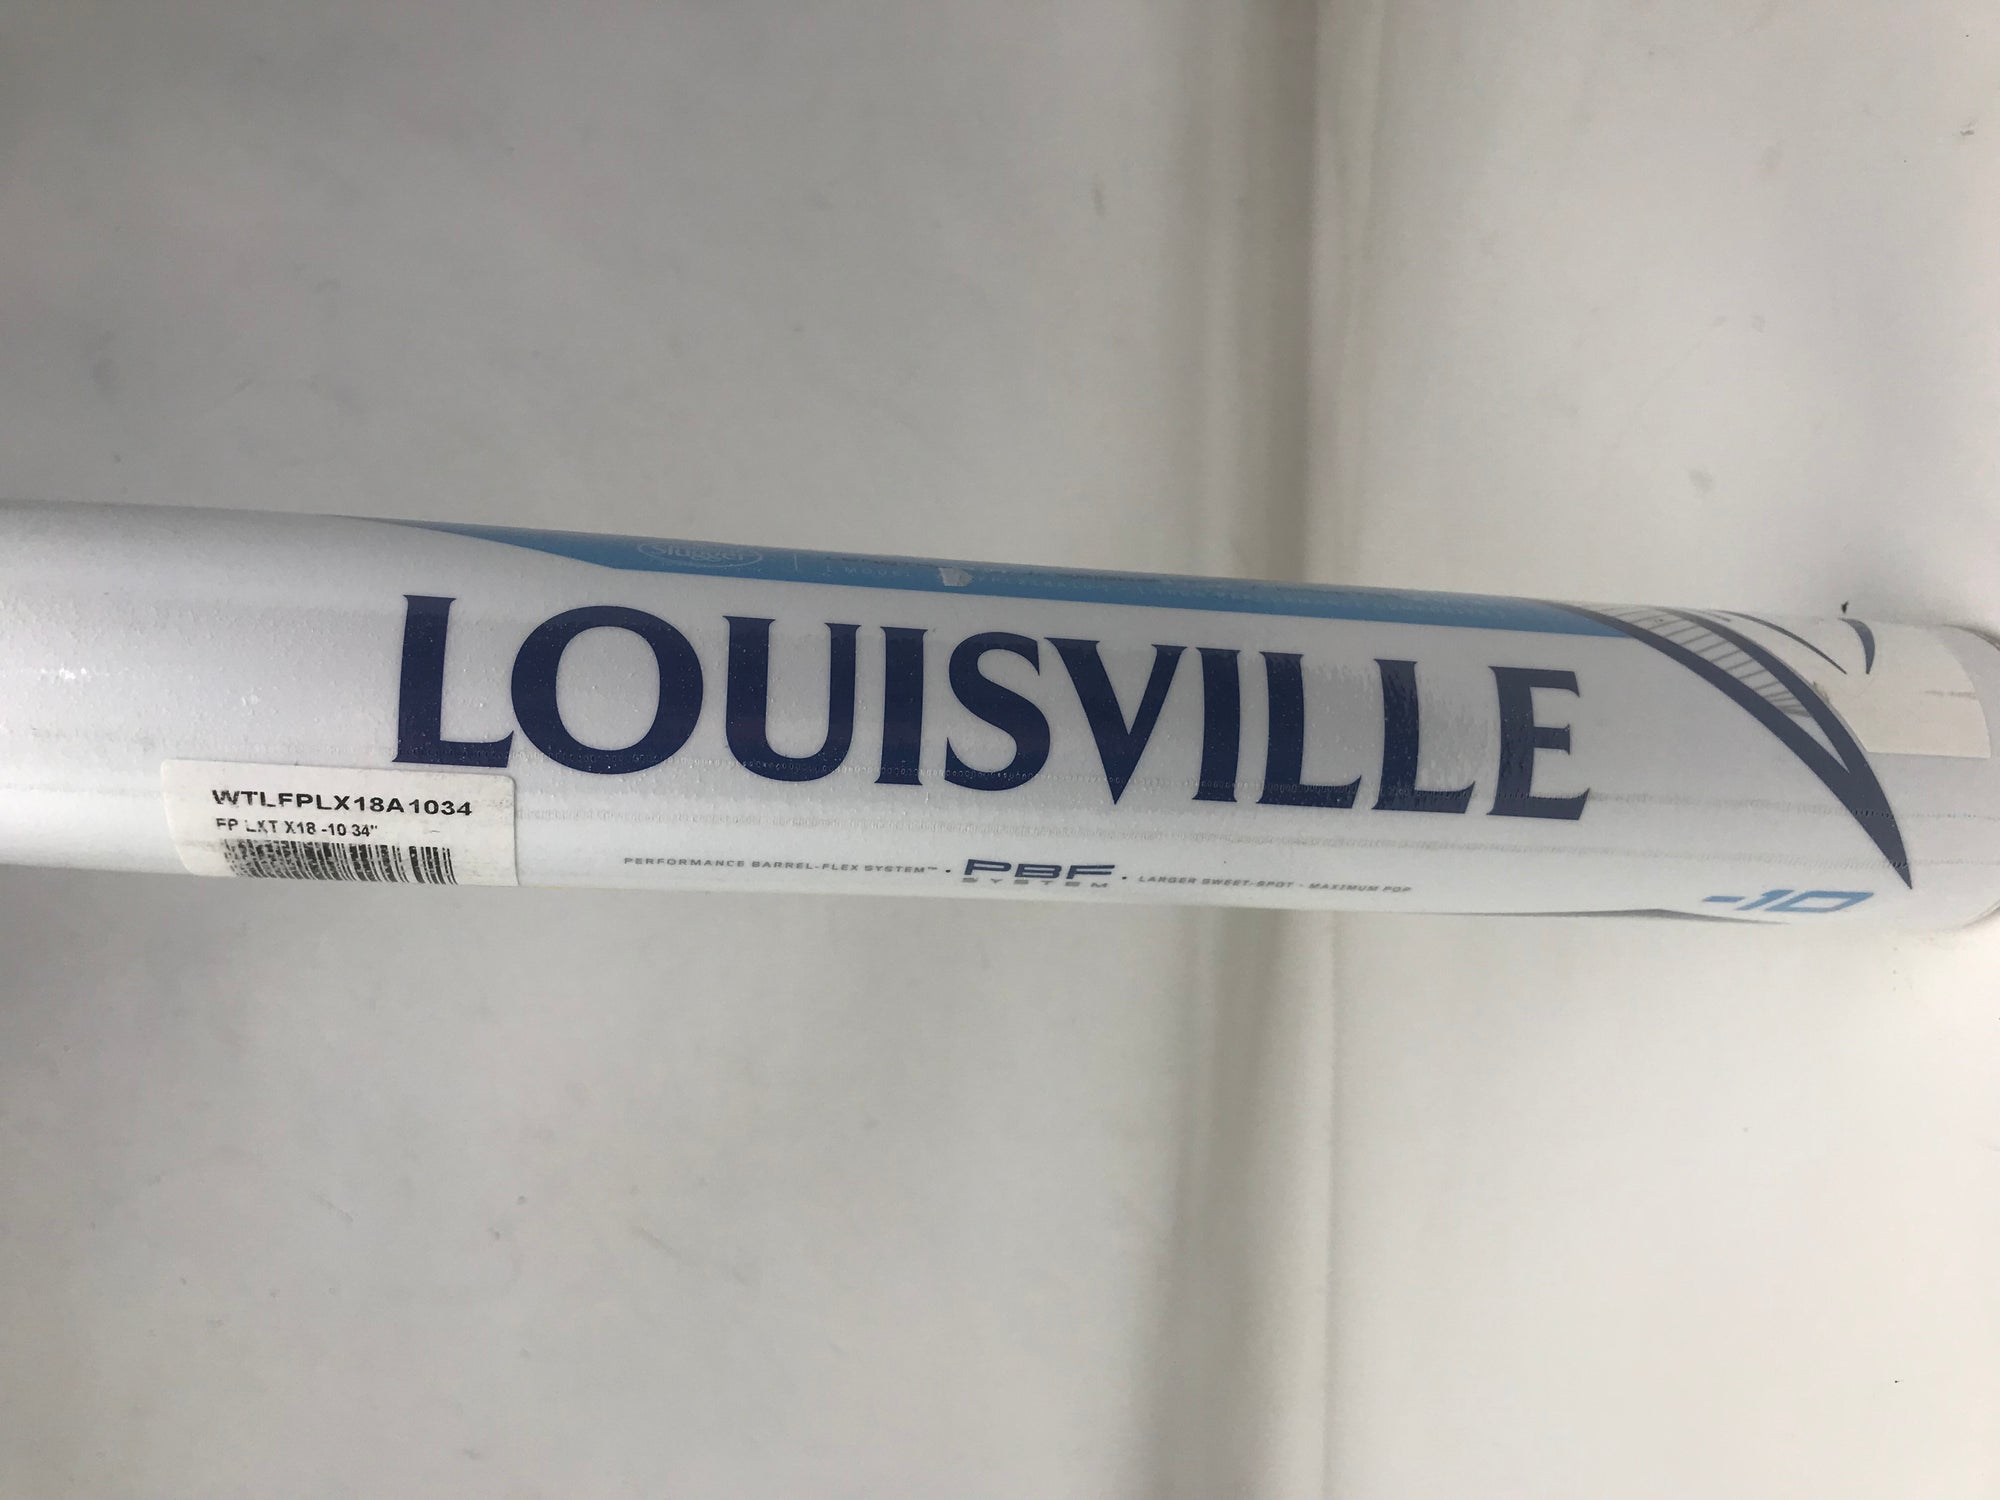 Slugger
LOUISVILLE
WTLFPLX18A1034
FP LXT X18 -10 34"
PERFORMANCE BARREL-FLEX SYSTEM™ · PBF SYSTEM · LARGER SWEET-SPOT · MAXIMUM POP
-10